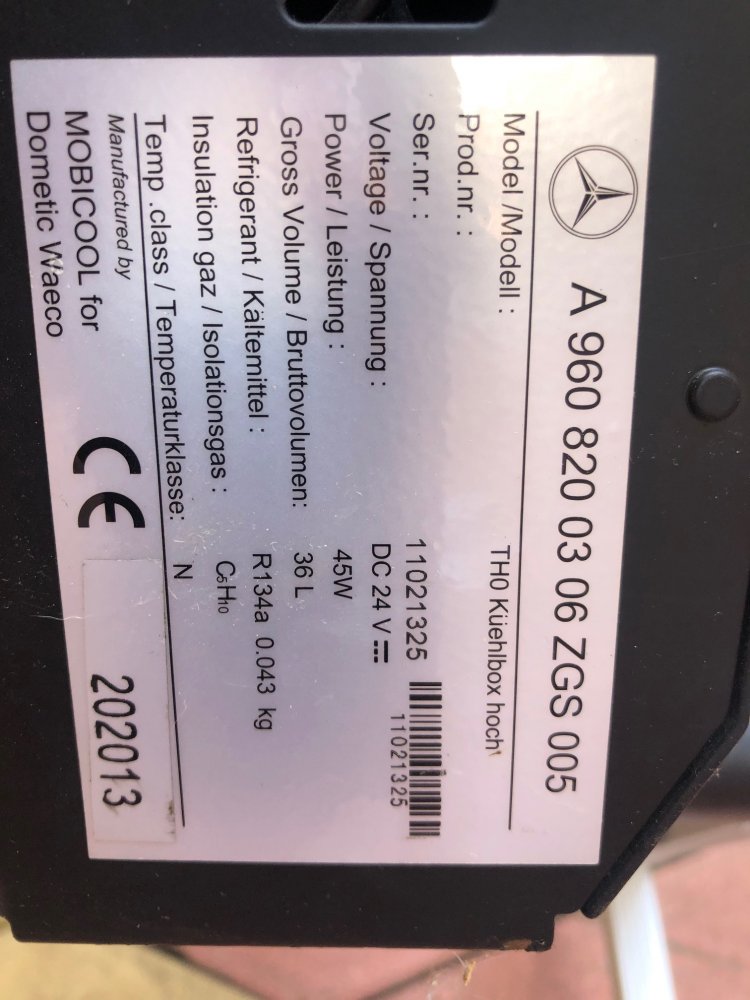 A 960 820 03 06 ZGS 005
Model /Modell : TH0 Küehlbox hoch
Prod.nr. :
Ser.nr. : 11021325
11021325
Voltage / Spannung : DC 24 V
Power / Leistung : 45W
Gross Volume / Bruttovolumen: 36 L
Refrigerant / Kältemittel : R134a 0.043 kg
Insulation gaz / Isolationsgas : C₅H₁₀
Temp .class / Temperaturklasse: N
Manufactured by
MOBICOOL for
Dometic Waeco
CE
202013